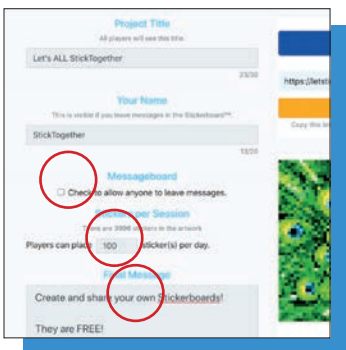 Project Title
All players will see this title.
Let's ALL StickTogether
23/30
https://letsti
Your Name
This is visible if you leave messages in the Stickerboard™.
Copy this lin
StickTogether
13/20
Messageboard
Check to allow anyone to leave messages.
Stickers per Session
There are stickers in the artwork
Players can place 100 sticker(s) per day.
Final Message
Create and share your own Stickerboards!
They are FREE!